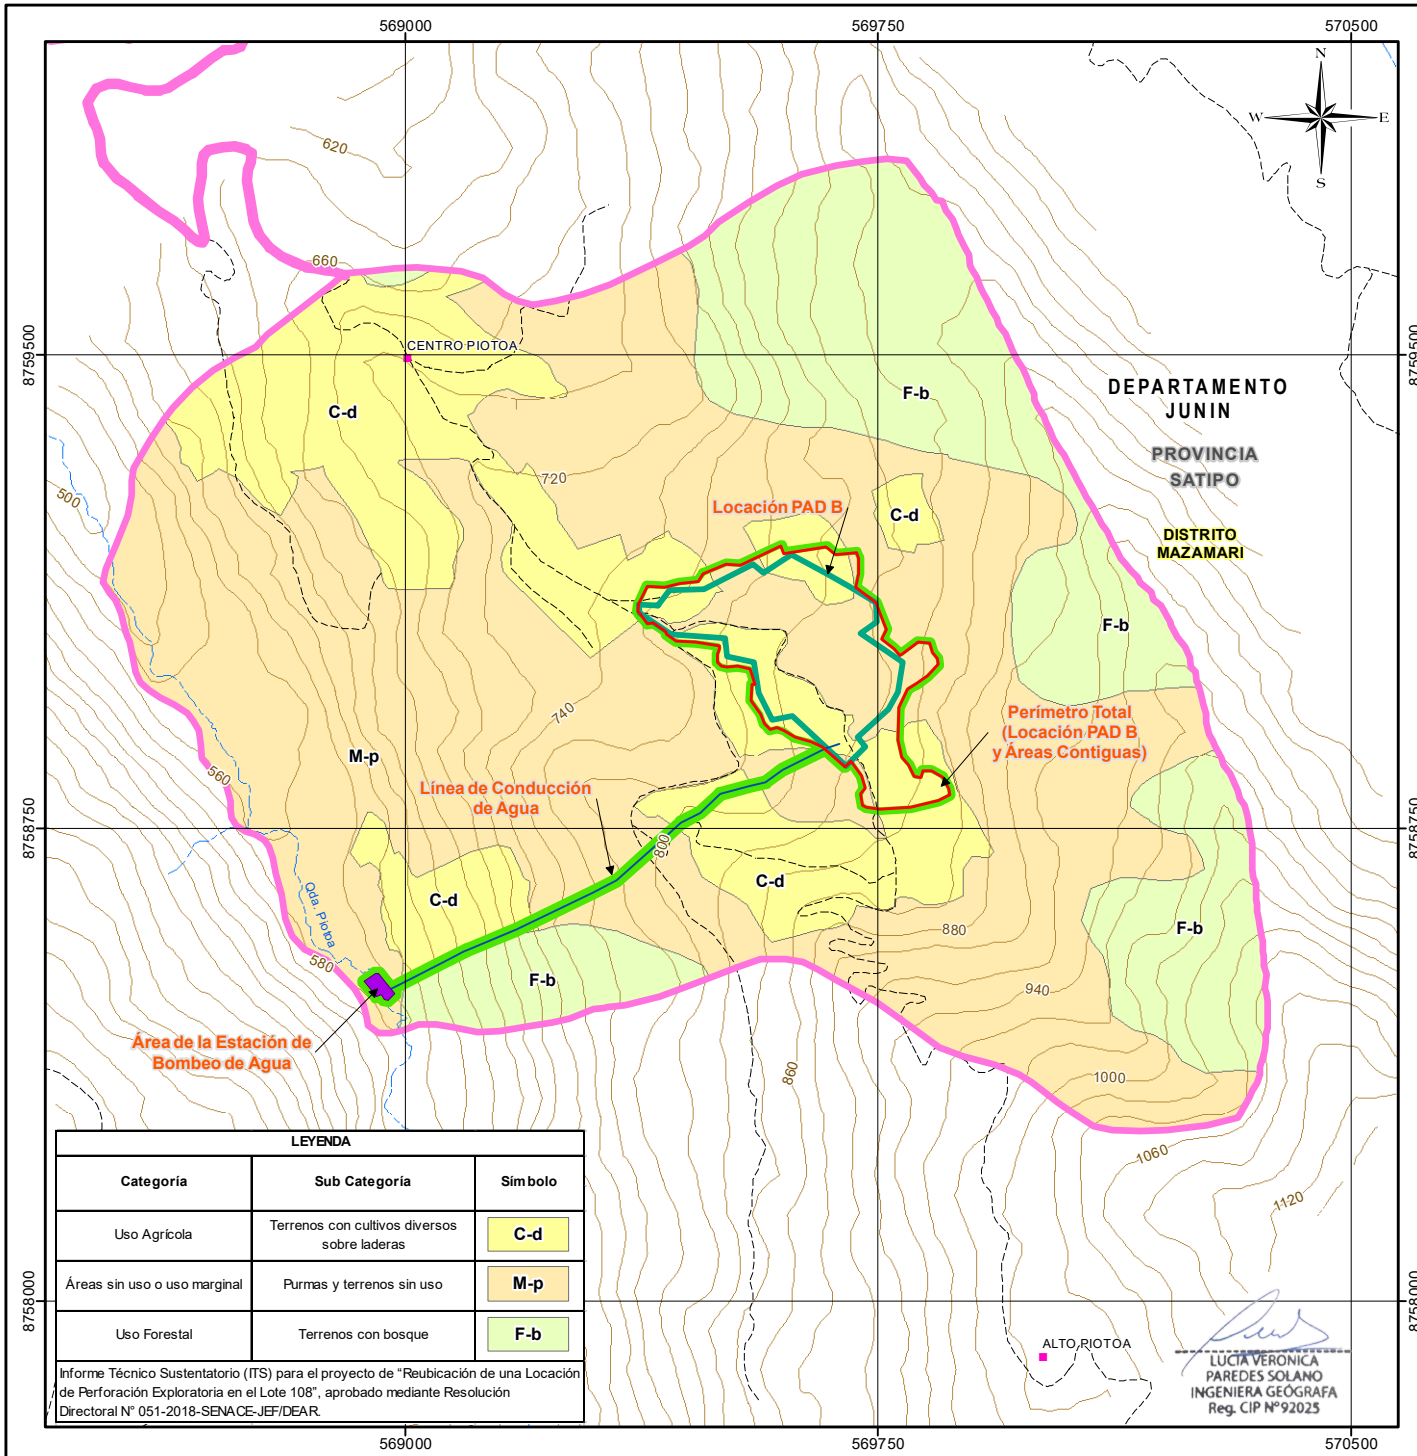 569000
569750
570500
N
W
E
S
620
660
CENTRO PIOTOA
8759500
8759500
DEPARTAMENTO
JUNIN
F-b
C-d
PROVINCIA
SATIPO
720
500
Locación PAD B
C-d
DISTRITO
MAZAMARI
F-b
740
Perímetro Total
(Locación PAD B
y Áreas Contiguas)
M-p
560
Línea de Conducción
de Agua
8758750
8758750
800
C-d
C-d
Qda. Piotoa
880
F-b
580
F-b
940
Área de la Estación de
Bombeo de Agua
860
1000
1060
1120
LEYENDA
Categoría
Sub Categoría
Símbolo
Uso Agrícola
Terrenos con cultivos diversos
sobre laderas
C-d
Áreas sin uso o uso marginal
Purmas y terrenos sin uso
M-p
Uso Forestal
Terrenos con bosque
F-b
8758000
8758000
ALTO PIOTOA
Informe Técnico Sustentatorio (ITS) para el proyecto de “Reubicación de una Locación
de Perforación Exploratoria en el Lote 108”, aprobado mediante Resolución
Directoral N° 051-2018-SENACE-JEF/DEAR.
LUCIA VERONICA
PAREDES SOLANO
INGENIERA GEÓGRAFA
Reg. CIP N°92025
569000
569750
570500